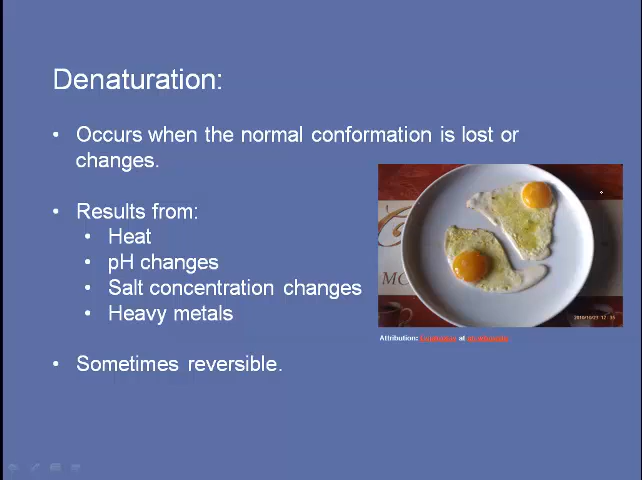 Denaturation:
• Occurs when the normal conformation is lost or
changes.
• Results from:
• Heat
• pH changes
• Salt concentration changes
• Heavy metals
• Sometimes reversible.
Attribution: at